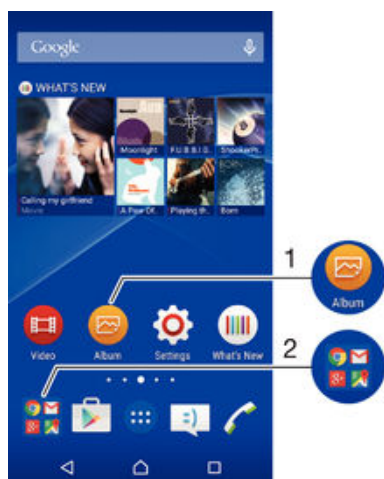 Google
WHAT'S NEW
Moonlight
F.U.B.B.I.G.
SnookerPl..
Calling my girlfriend
Movie
A Pair Of..
Playing th..
Born
1
Album
Video
Album
Settings
What's New
2